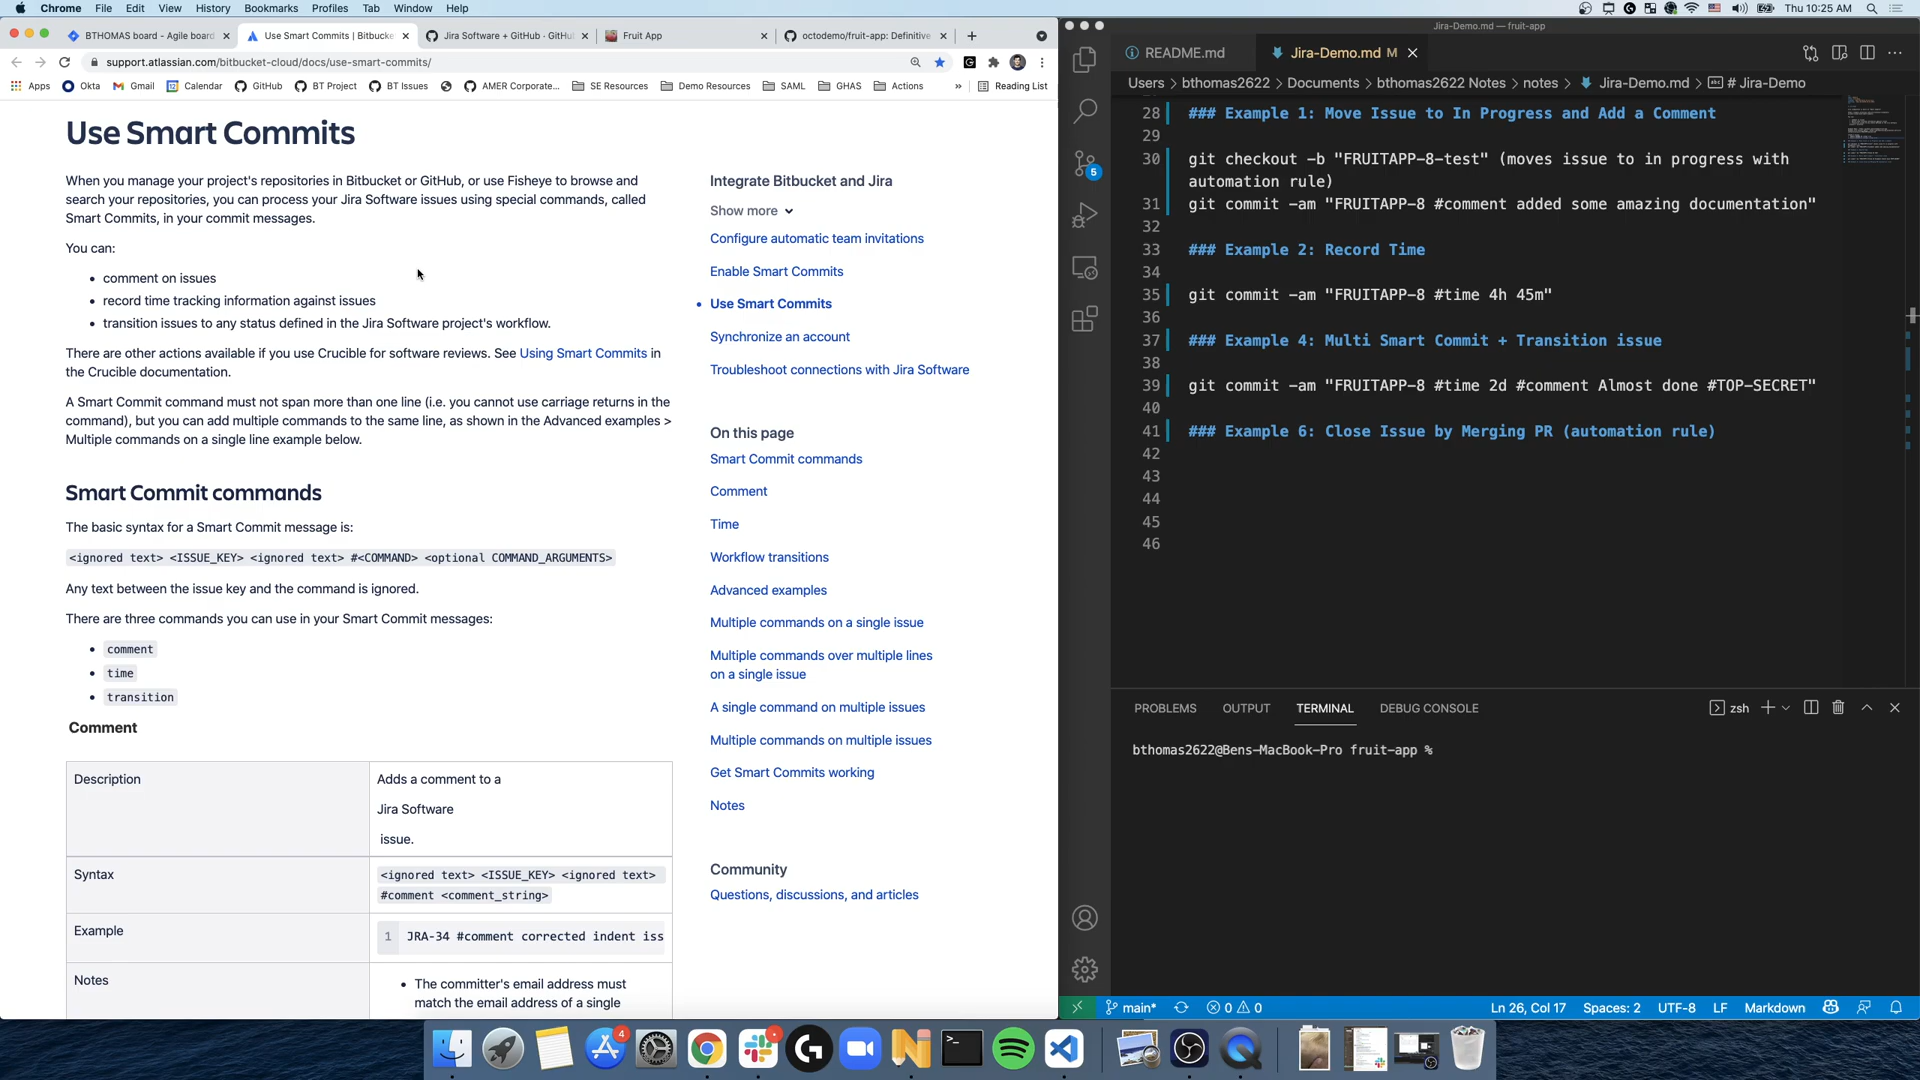 Chrome File Edit View History Bookmarks Profiles Tab Window Help
Thu 10:25 AM
BTHOMAS board - Agile board
Use Smart Commits | Bitbucke
Jira Software + GitHub · GitHu
Fruit App
octodemo/fruit-app: Definitive
support.atlassian.com/bitbucket-cloud/docs/use-smart-commits/
Apps Okta Gmail Calendar GitHub BT Project BT Issues AMER Corporate... SE Resources Demo Resources SAML GHAS Actions » Reading List
Use Smart Commits
When you manage your project's repositories in Bitbucket or GitHub, or use Fisheye to browse and
search your repositories, you can process your Jira Software issues using special commands, called
Smart Commits, in your commit messages.
You can:
• comment on issues
• record time tracking information against issues
• transition issues to any status defined in the Jira Software project's workflow.
There are other actions available if you use Crucible for software reviews. See Using Smart Commits in
the Crucible documentation.
A Smart Commit command must not span more than one line (i.e. you cannot use carriage returns in the
command), but you can add multiple commands to the same line, as shown in the Advanced examples >
Multiple commands on a single line example below.
Smart Commit commands
The basic syntax for a Smart Commit message is:
<ignored text> <ISSUE_KEY> <ignored text> #<COMMAND> <optional COMMAND_ARGUMENTS>
Any text between the issue key and the command is ignored.
There are three commands you can use in your Smart Commit messages:
• comment
• time
• transition
Comment
Description
Adds a comment to a
Jira Software
issue.
Syntax
<ignored text> <ISSUE_KEY> <ignored text>
#comment <comment_string>
Example
1 JRA-34 #comment corrected indent iss
Notes
• The committer's email address must
match the email address of a single
Integrate Bitbucket and Jira
Show more
Configure automatic team invitations
Enable Smart Commits
• Use Smart Commits
Synchronize an account
Troubleshoot connections with Jira Software
On this page
Smart Commit commands
Comment
Time
Workflow transitions
Advanced examples
Multiple commands on a single issue
Multiple commands over multiple lines
on a single issue
A single command on multiple issues
Multiple commands on multiple issues
Get Smart Commits working
Notes
Community
Questions, discussions, and articles
Jira-Demo.md — fruit-app
README.md
Jira-Demo.md M
Users > bthomas2622 > Documents > bthomas2622 Notes > notes > Jira-Demo.md > # Jira-Demo
28 ### Example 1: Move Issue to In Progress and Add a Comment
29
30 git checkout -b "FRUITAPP-8-test" (moves issue to in progress with
automation rule)
31 git commit -am "FRUITAPP-8 #comment added some amazing documentation"
32
33 ### Example 2: Record Time
34
35 git commit -am "FRUITAPP-8 #time 4h 45m"
36
37 ### Example 4: Multi Smart Commit + Transition issue
38
39 git commit -am "FRUITAPP-8 #time 2d #comment Almost done #TOP-SECRET"
40
41 ### Example 6: Close Issue by Merging PR (automation rule)
42
43
44
45
46
5
PROBLEMS OUTPUT TERMINAL DEBUG CONSOLE
zsh
bthomas2622@Bens-MacBook-Pro fruit-app %
main* 0 0
Ln 26, Col 17 Spaces: 2 UTF-8 LF Markdown
4